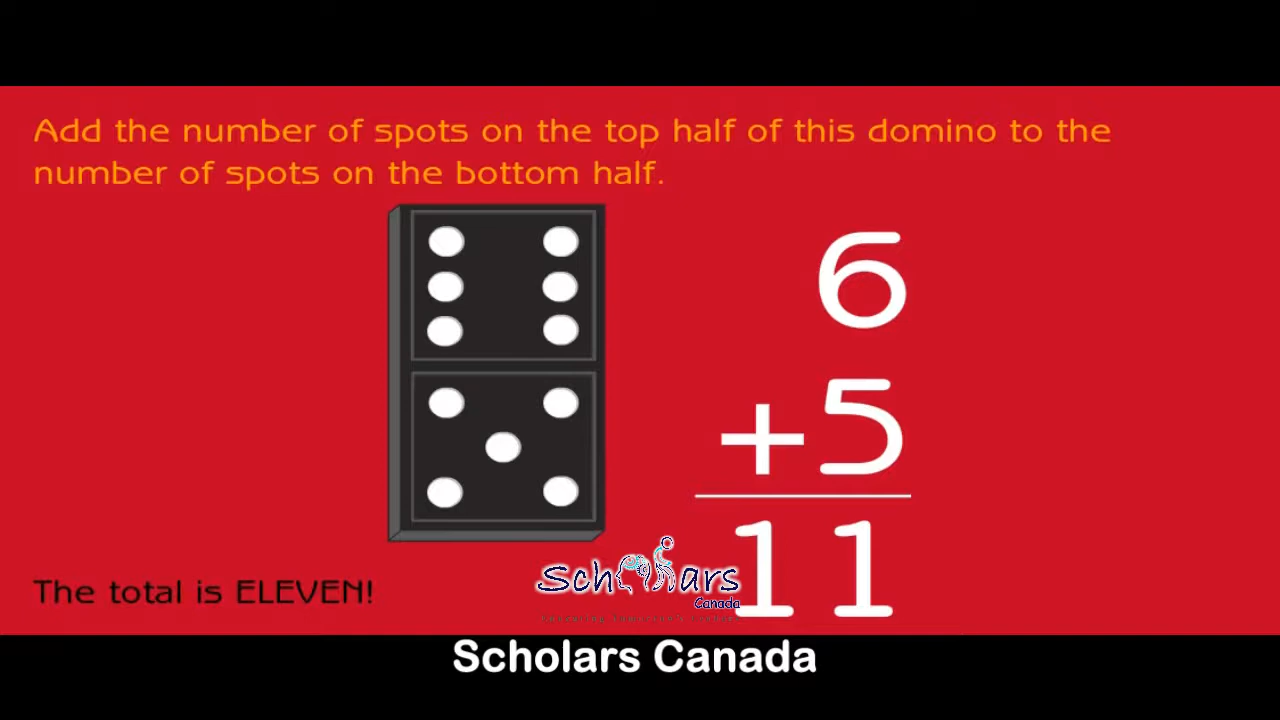 Add the number of spots on the top half of this domino to the
number of spots on the bottom half.
6
+5
11
The total is ELEVEN!
Scholars
Canada
Scholars Canada